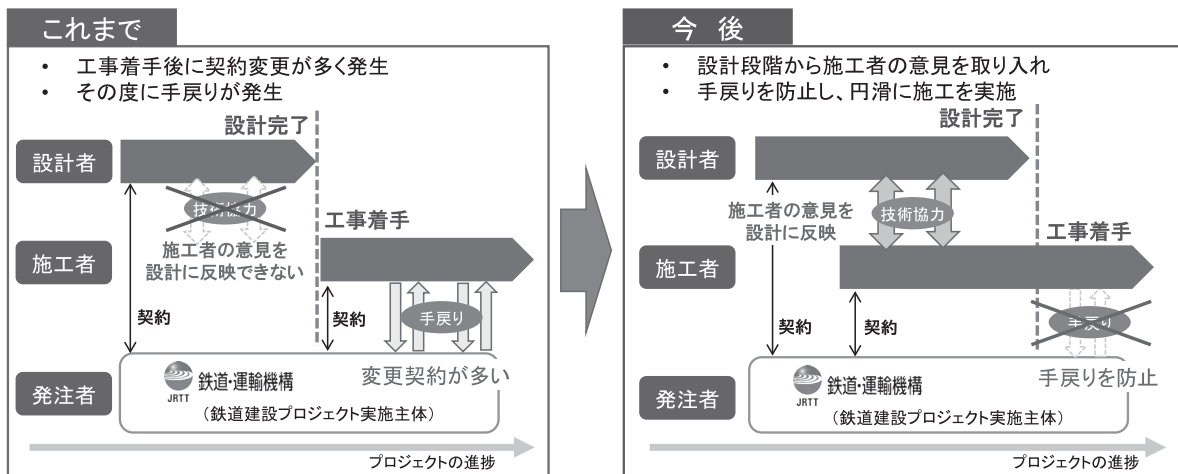 これまで
• 工事着手後に契約変更が多く発生
• その度に手戻りが発生
設計完了
設計者
技術協力
施工者の意見を
設計に反映できない
工事着手
施工者
契約
契約
手戻り
変更契約が多い
発注者
JRTT
鉄道・運輸機構
(鉄道建設プロジェクト実施主体)
プロジェクトの進捗
今 後
• 設計段階から施工者の意見を取り入れ
• 手戻りを防止し、円滑に施工を実施
設計完了
設計者
施工者の意見を
設計に反映
技術協力
工事着手
施工者
契約
契約
手戻り
手戻りを防止
発注者
JRTT
鉄道・運輸機構
(鉄道建設プロジェクト実施主体)
プロジェクトの進捗